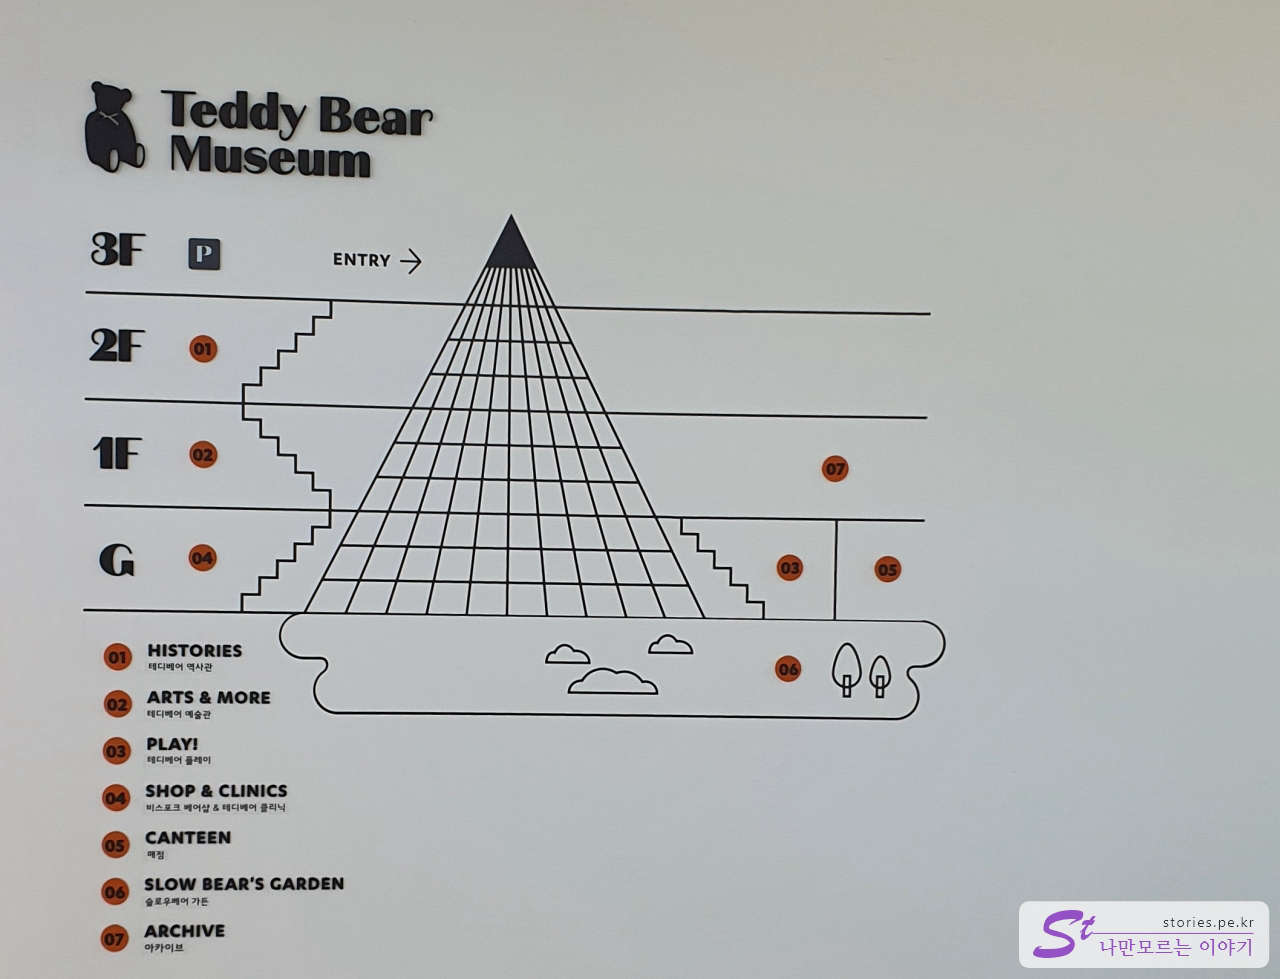 Teddy Bear
Museum
3F P ENTRY →
2F 01
1F 02 07
G 04 03 05
06
01 HISTORIES
테디베어 역사관
02 ARTS & MORE
테디베어 예술관
03 PLAY!
테디베어 플레이
04 SHOP & CLINICS
비스포크 베어샵 & 테디베어 클리닉
05 CANTEEN
매점
06 SLOW BEAR'S GARDEN
슬로우베어 가든
07 ARCHIVE
아카이브
St stories.pe.kr
나만모르는 이야기